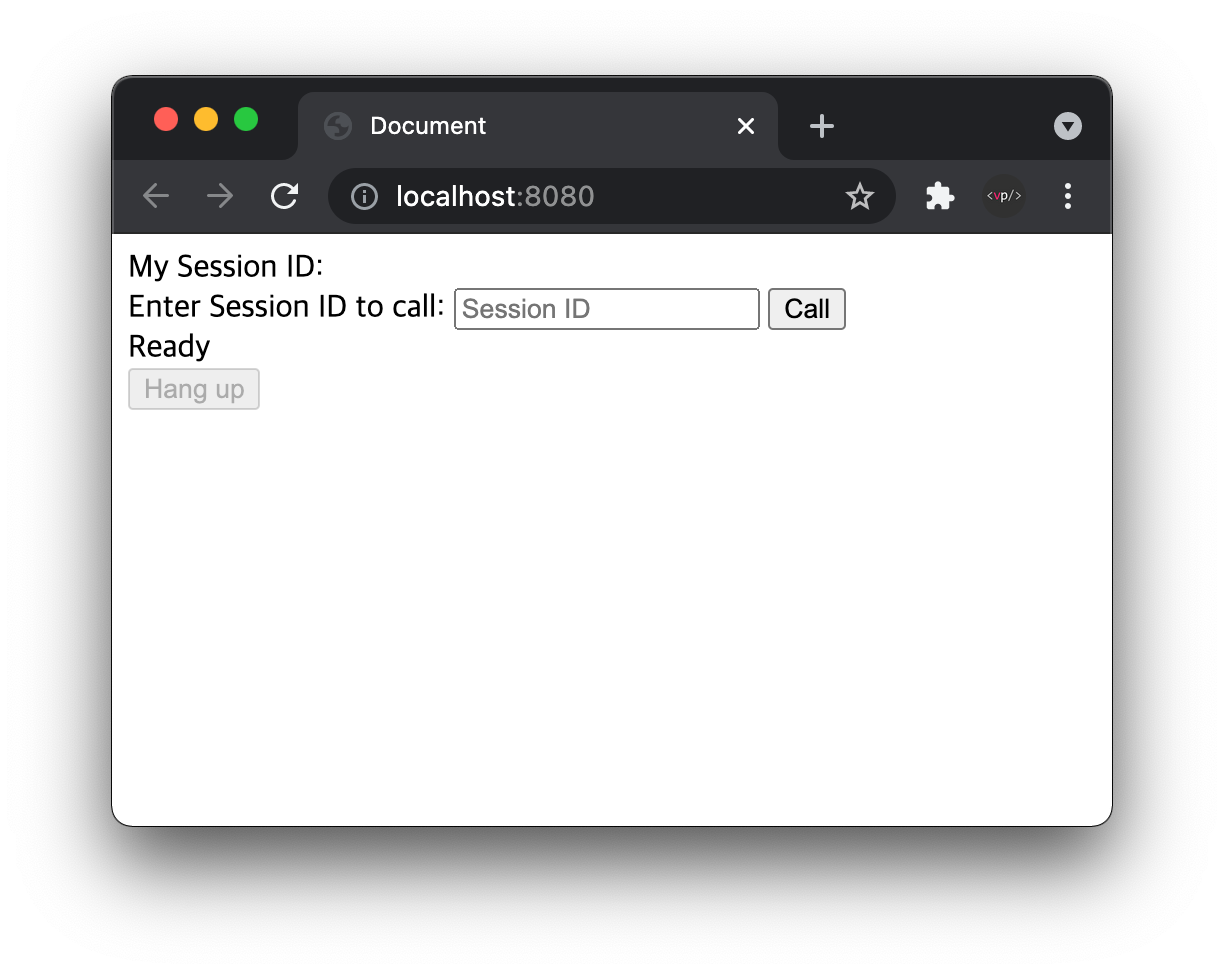 Document
localhost:8080
<vp/>
My Session ID:
Enter Session ID to call: Session ID Call
Ready
Hang up